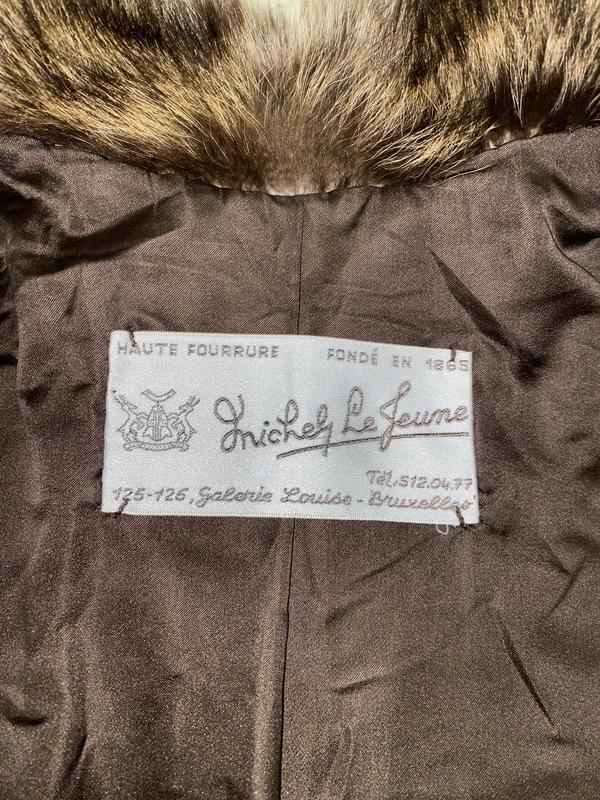 HAUTE FOURRURE FONDÉ EN 1865
Michel Le Jeune
Tél. 512.04.77
125-126, Galerie Louise - Bruxelles